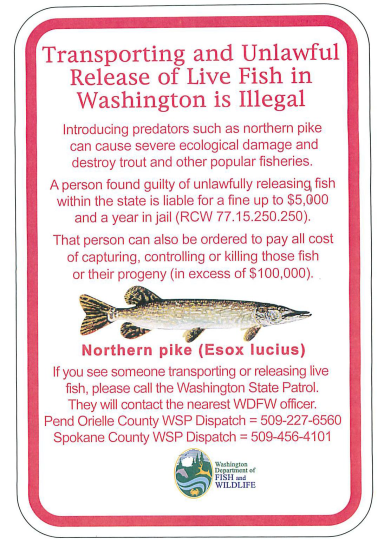 Transporting and Unlawful
Release of Live Fish in
Washington is Illegal
Introducing predators such as northern pike
can cause severe ecological damage and
destroy trout and other popular fisheries.
A person found guilty of unlawfully releasing fish
within the state is liable for a fine up to $5,000
and a year in jail (RCW 77.15.250.250).
That person can also be ordered to pay all cost
of capturing, controlling or killing those fish
or their progeny (in excess of $100,000).
Northern pike (Esox lucius)
If you see someone transporting or releasing live
fish, please call the Washington State Patrol.
They will contact the nearest WDFW officer.
Pend Orielle County WSP Dispatch = 509-227-6560
Spokane County WSP Dispatch = 509-456-4101
Washington
Department of
FISH and
WILDLIFE